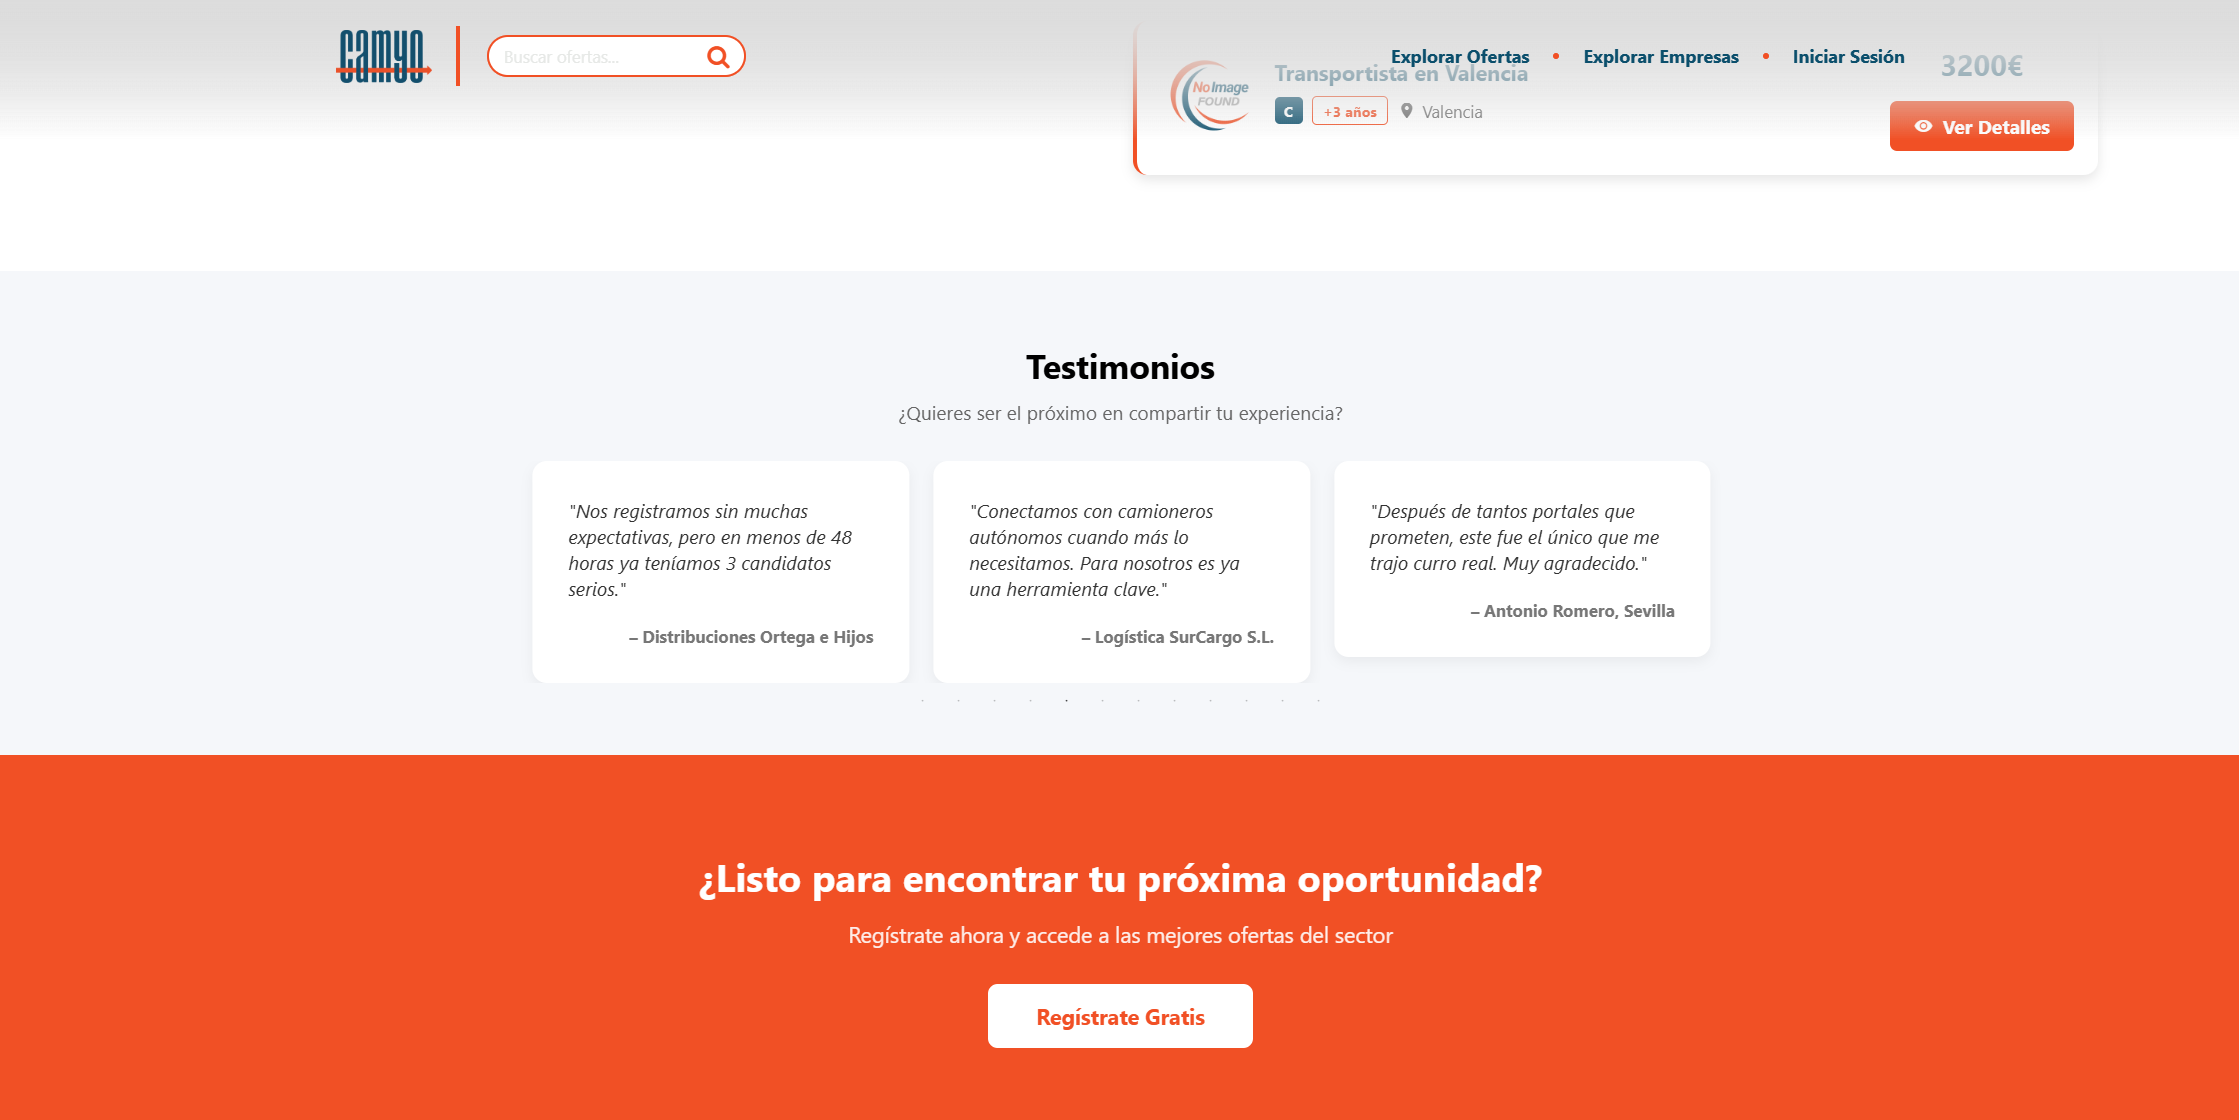 camyo
Buscar ofertas...
Explorar Ofertas • Explorar Empresas • Iniciar Sesión
No Image
FOUND
Transportista en Valencia
C +3 años Valencia
3200€
Ver Detalles
Testimonios
¿Quieres ser el próximo en compartir tu experiencia?
"Nos registramos sin muchas
expectativas, pero en menos de 48
horas ya teníamos 3 candidatos
serios."
– Distribuciones Ortega e Hijos
"Conectamos con camioneros
autónomos cuando más lo
necesitamos. Para nosotros es ya
una herramienta clave."
– Logística SurCargo S.L.
"Después de tantos portales que
prometen, este fue el único que me
trajo curro real. Muy agradecido."
– Antonio Romero, Sevilla
¿Listo para encontrar tu próxima oportunidad?
Regístrate ahora y accede a las mejores ofertas del sector
Regístrate Gratis